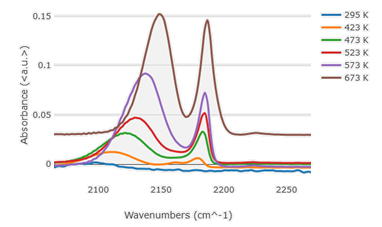 0.15
0.1
0.05
0
2100
2150
2200
2250
Absorbance (<a.u.>)
Wavenumbers (cm^-1)
295 K
423 K
473 K
523 K
573 K
673 K